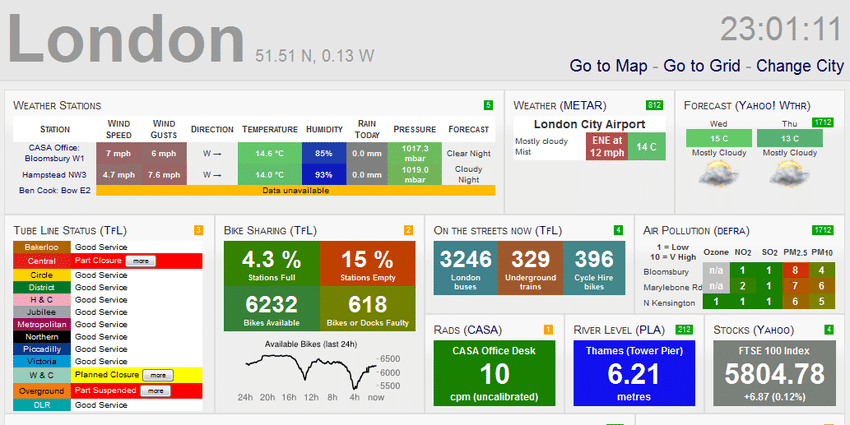 London 51.51 N, 0.13 W
23:01:11
Go to Map - Go to Grid - Change City
Weather Stations 5
Station Wind Speed Wind Gusts Direction Temperature Humidity Rain Today Pressure Forecast
CASA Office: Bloomsbury W1 7 mph 6 mph W → 14.6 °C 85% 0.0 mm 1017.3 mbar Clear Night
Hampstead NW3 4.7 mph 7.6 mph W → 14.0 °C 93% 0.0 mm 1019.0 mbar Cloudy Night
Ben Cook: Bow E2 Data unavailable
Weather (METAR) 812
London City Airport
Mostly cloudy Mist ENE at 12 mph 14 C
Forecast (Yahoo! Wthr)
1712
Wed Thu
15 C 13 C
Mostly Cloudy Mostly Cloudy
Tube Line Status (TfL) 3
Bakerloo Good Service
Central Part Closure more
Circle Good Service
District Good Service
H & C Good Service
Jubilee Good Service
Metropolitan Good Service
Northern Good Service
Piccadilly Good Service
Victoria Good Service
W & C Planned Closure more
Overground Part Suspended more
DLR Good Service
Bike Sharing (TfL) 2
4.3 % 15 %
Stations Full Stations Empty
6232 618
Bikes Available Bikes or Docks Faulty
Available Bikes (last 24h)
6500
6000
5500
24h 20h 16h 12h 8h 4h now
On the streets now (TfL) 4
3246 329 396
London buses Underground trains Cycle Hire bikes
Air Pollution (defra) 1712
1 = Low
10 = V High
Ozone NO2 SO2 PM2.5 PM10
Bloomsbury n/a 1 1 8 4
Marylebone Rd n/a 2 1 7 6
N Kensington 1 1 1 6 5
Rads (CASA) 1
CASA Office Desk
10
cpm (uncalibrated)
River Level (PLA) 212
Thames (Tower Pier)
6.21
metres
Stocks (Yahoo) 4
FTSE 100 Index
5804.78
+6.87 (0.12%)